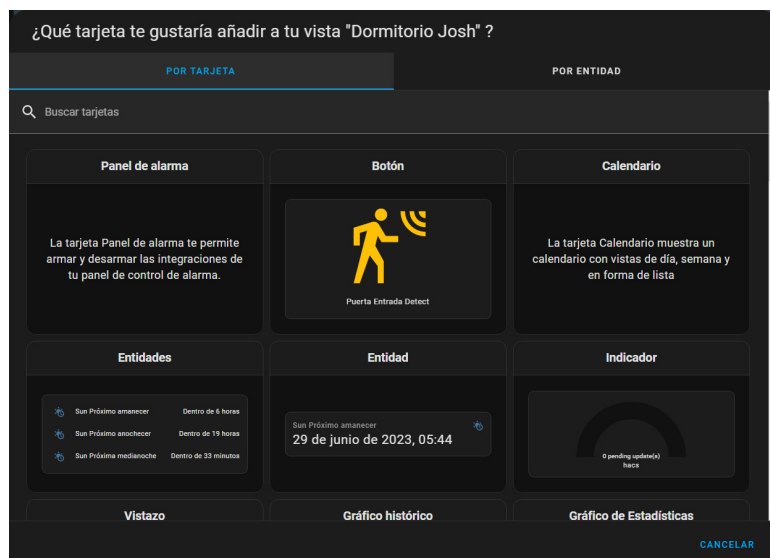 ¿Qué tarjeta te gustaría añadir a tu vista "Dormitorio Josh" ?
POR TARJETA
POR ENTIDAD
Buscar tarjetas
Panel de alarma
Botón
Calendario
La tarjeta Panel de alarma te permite
armar y desarmar las integraciones de
tu panel de control de alarma.
Puerta Entrada Detect
La tarjeta Calendario muestra un
calendario con vistas de día, semana y
en forma de lista
Entidades
Entidad
Indicador
Sun Próximo amanecer Dentro de 6 horas
Sun Próximo anochecer Dentro de 19 horas
Sun Próxima medianoche Dentro de 33 minutos
Sun Próximo amanecer
29 de junio de 2023, 05:44
0 pending update(s)
hacs
Vistazo
Gráfico histórico
Gráfico de Estadísticas
CANCELAR